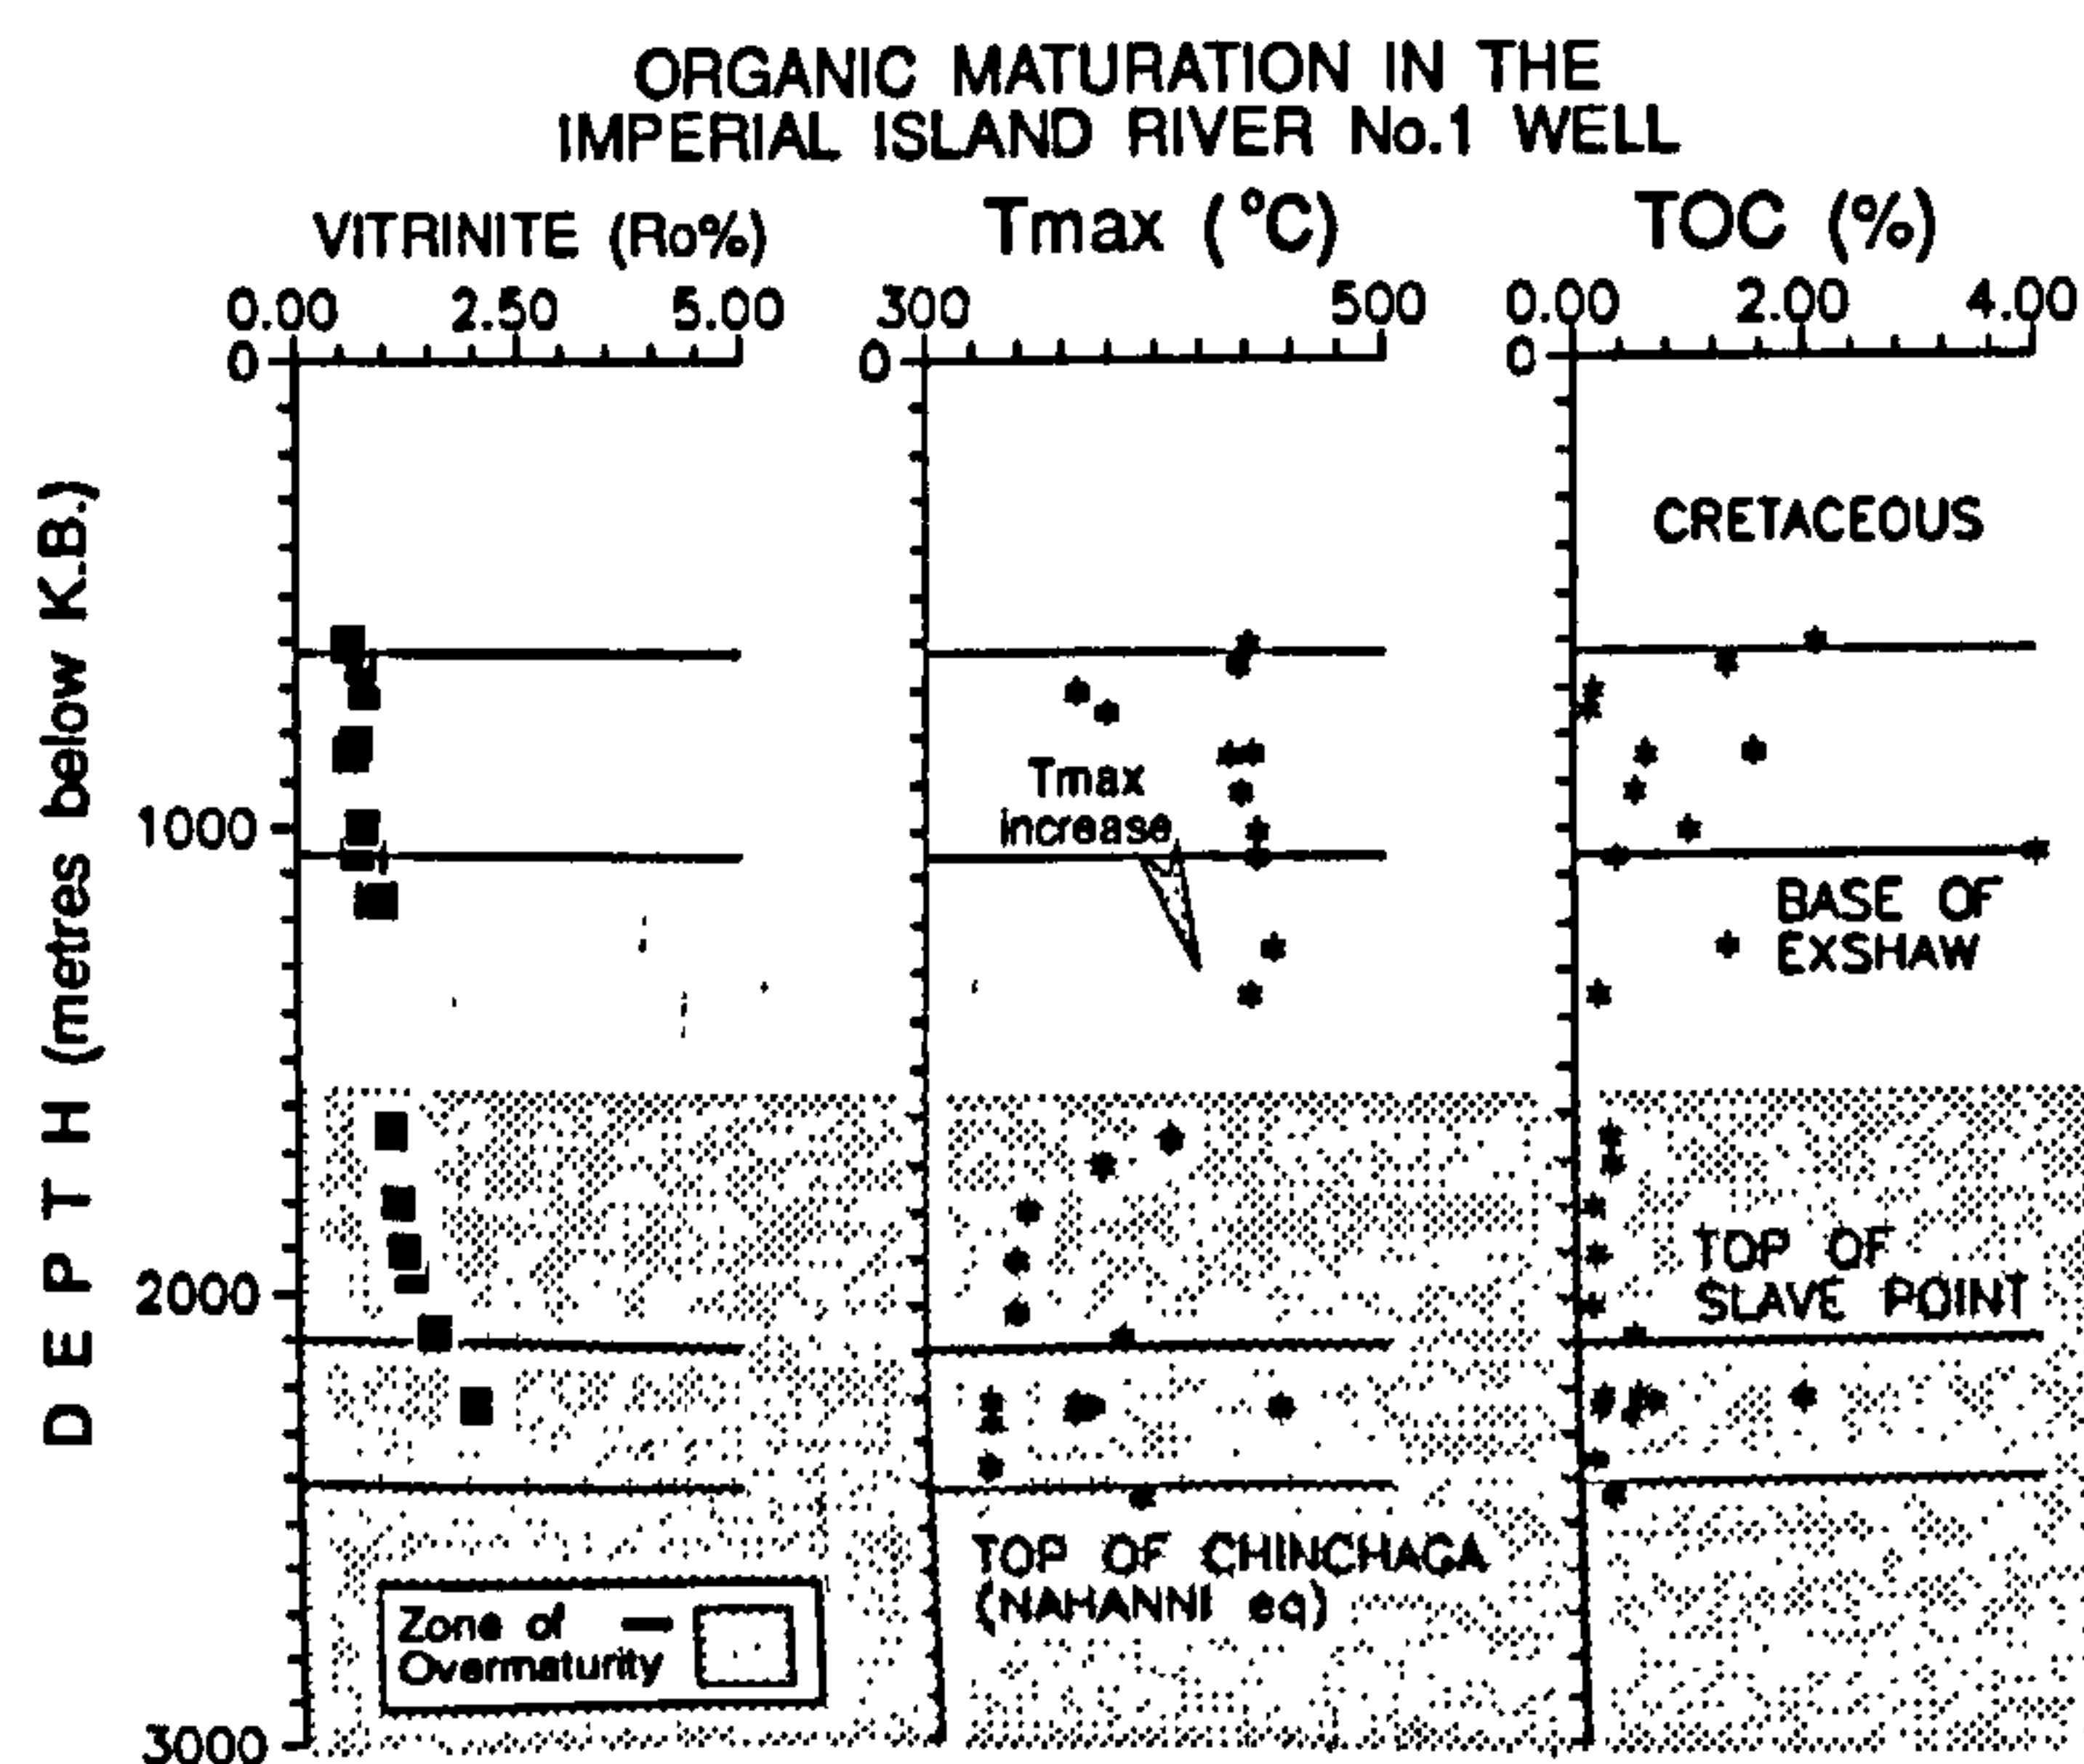 ORGANIC MATURATION IN THE
IMPERIAL ISLAND RIVER No.1 WELL
VITRINITE (Ro%)
Tmax (°C)
TOC (%)
0.00 2.50 5.00
300 500
0.00 2.00 4.00
0
0
0
CRETACEOUS
DEPTH (metres below K.B.)
Tmax
increase
1000
BASE OF
EXSHAW
TOP OF
SLAVE POINT
2000
TOP OF CHINCHAGA
(NAHANNI eq)
Zone of
Overmaturity
3000